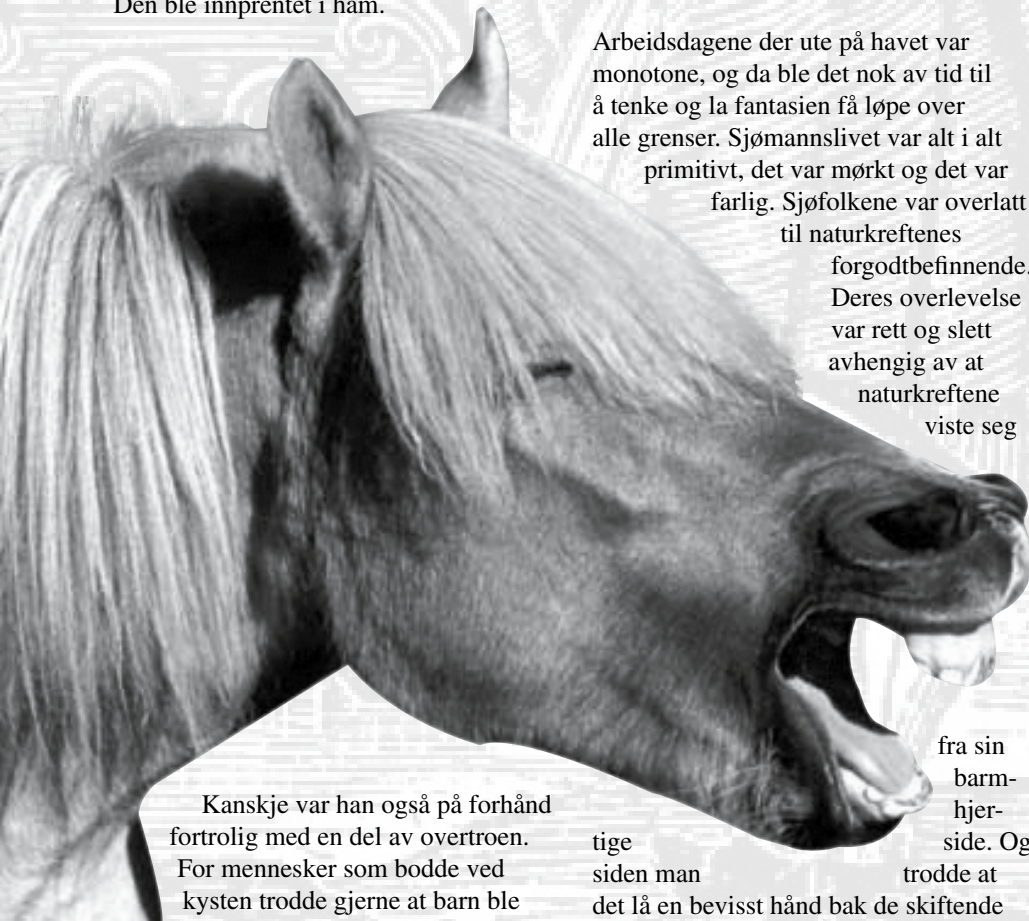 Den ble innprentet i ham.
Kanskje var han også på forhånd
fortrolig med en del av overtroen.
For mennesker som bodde ved
kysten trodde gjerne at barn ble
Arbeidsdagene der ute på havet var
monotone, og da ble det nok av tid til
å tenke og la fantasien få løpe over
alle grenser. Sjømannslivet var alt i alt
primitivt, det var mørkt og det var
farlig. Sjøfolkene var overlatt
til naturkreftenes
forgodtbefinnende.
Deres overlevelse
var rett og slett
avhengig av at
naturkreftene
viste seg
fra sin
barm-
hjer-
tige side. Og
siden man trodde at
det lå en bevisst hånd bak de skiftende